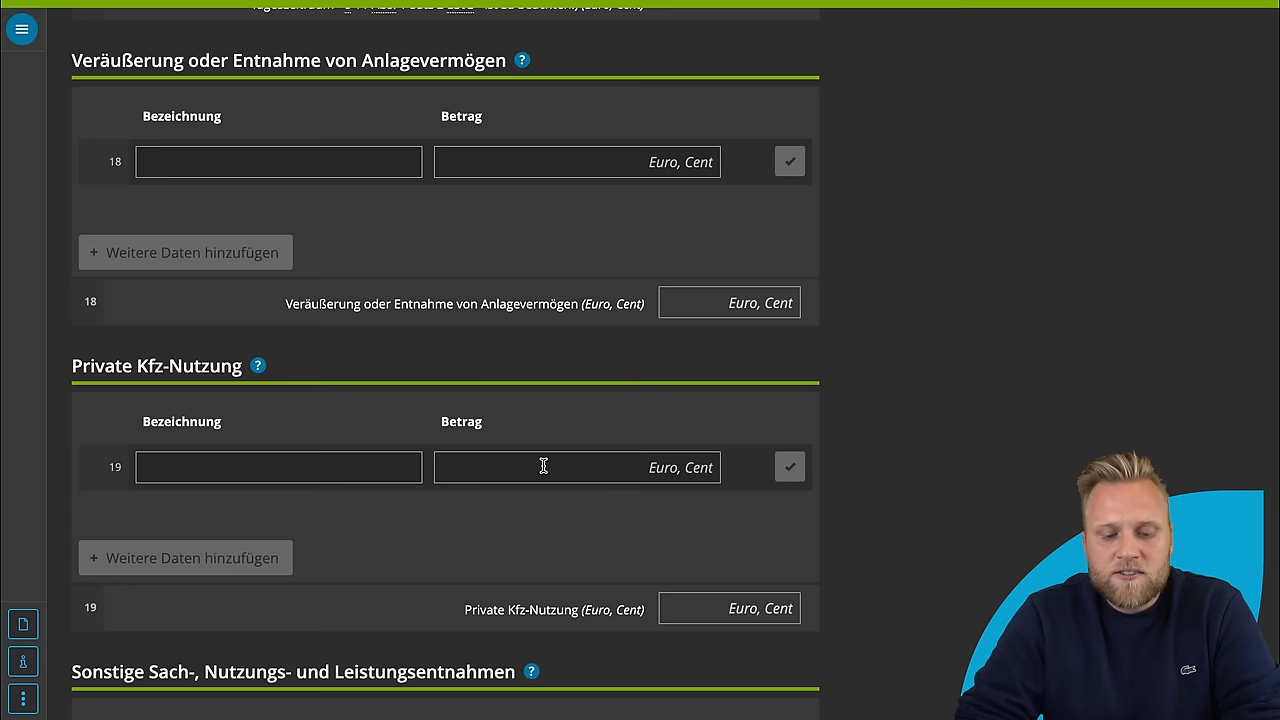 Veräußerung oder Entnahme von Anlagevermögen ?
Bezeichnung Betrag
18 Euro, Cent
+ Weitere Daten hinzufügen
18 Veräußerung oder Entnahme von Anlagevermögen (Euro, Cent) Euro, Cent
Private Kfz-Nutzung ?
Bezeichnung Betrag
19 Euro, Cent
+ Weitere Daten hinzufügen
19 Private Kfz-Nutzung (Euro, Cent) Euro, Cent
Sonstige Sach-, Nutzungs- und Leistungsentnahmen ?